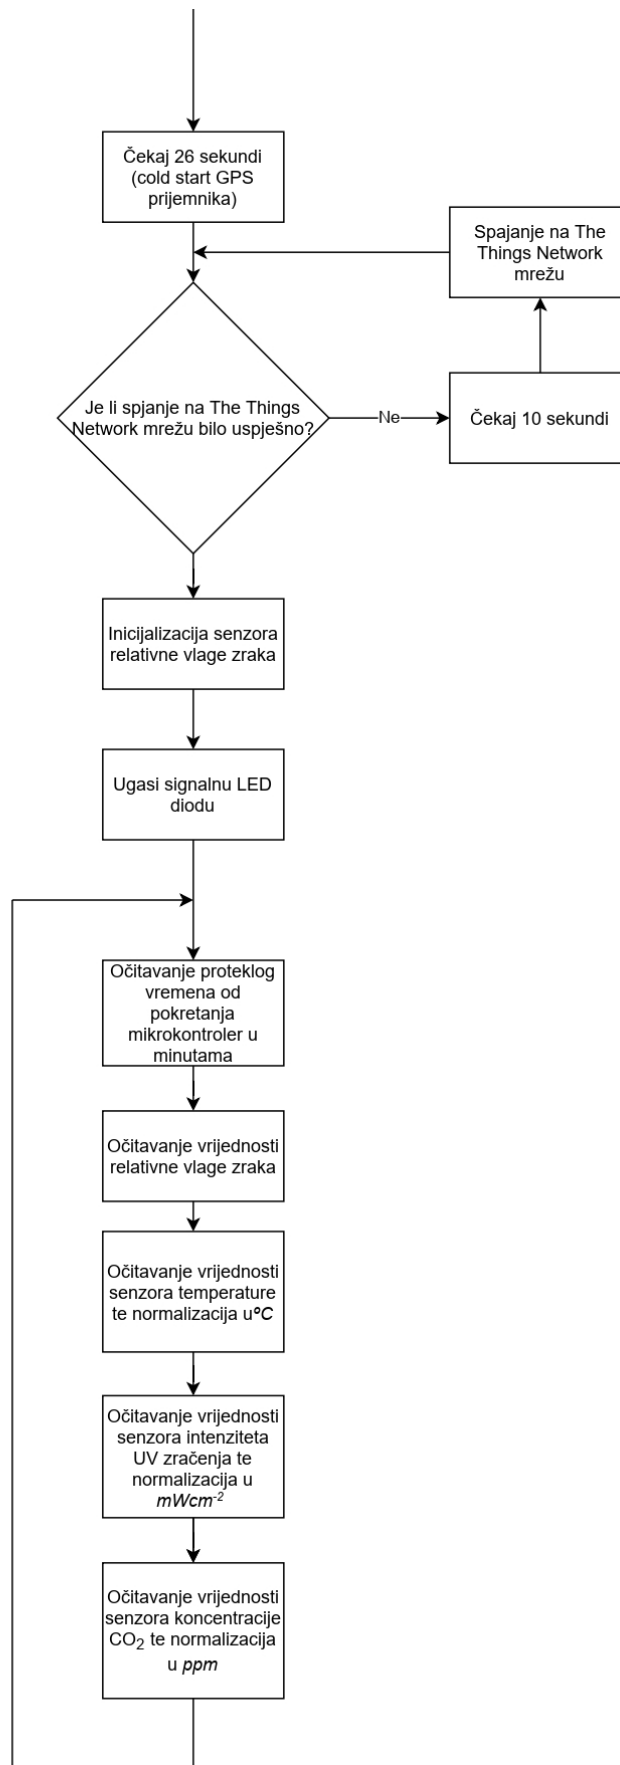 Čekaj 26 sekundi
(cold start GPS
prijemnika)
Spajanje na The
Things Network
mrežu
Je li spjanje na The Things
Network mrežu bilo uspješno?
Ne
Čekaj 10 sekundi
Inicijalizacija senzora
relativne vlage zraka
Ugasi signalnu LED
diodu
Očitavanje proteklog
vremena od
pokretanja
mikrokontroler u
minutama
Očitavanje vrijednosti
relativne vlage zraka
Očitavanje vrijednosti
senzora temperature
te normalizacija uºC
Očitavanje vrijednosti
senzora intenziteta
UV zračenja te
normalizacija u
mWcm⁻²
Očitavanje vrijednosti
senzora koncentracije
CO₂ te normalizacija
u ppm